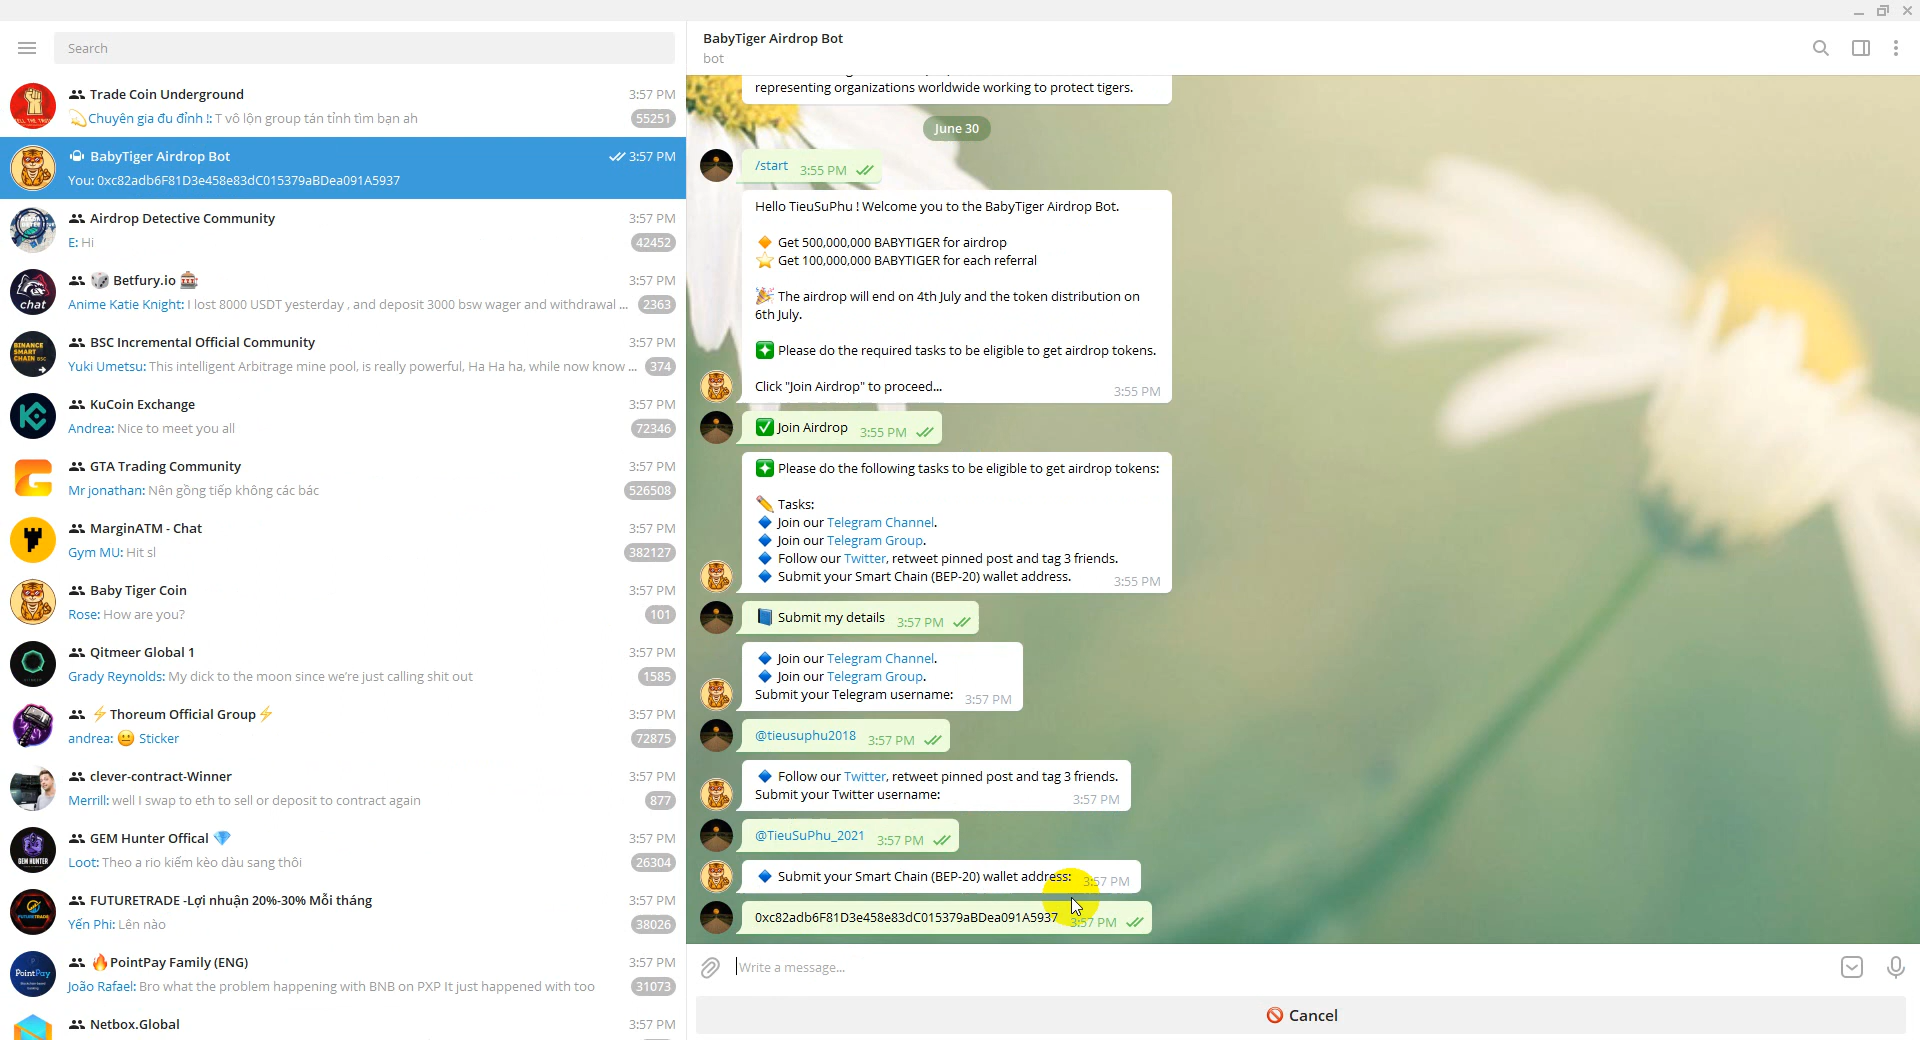 Search
Trade Coin Underground
3:57 PM
💫Chuyên gia đu đỉnh !: T vô lộn group tán tỉnh tìm bạn ah
55251
BabyTiger Airdrop Bot
3:57 PM
You: 0xc82adb6F81D3e458e83dC015379aBDea091A5937
Airdrop Detective Community
3:57 PM
E: Hi
42452
🎲 Betfury.io 🎰
3:57 PM
Anime Katie Knight: I lost 8000 USDT yesterday , and deposit 3000 bsw wager and withdrawal ...
2363
BSC Incremental Official Community
3:57 PM
Yuki Umetsu: This intelligent Arbitrage mine pool, is really powerful, Ha Ha ha, while now know ...
374
KuCoin Exchange
3:57 PM
Andrea: Nice to meet you all
72346
GTA Trading Community
3:57 PM
Mr jonathan: Nên gồng tiếp không các bác
526508
MarginATM - Chat
3:57 PM
Gym MU: Hit sl
382127
Baby Tiger Coin
3:57 PM
Rose: How are you?
101
Qitmeer Global 1
3:57 PM
Grady Reynolds: My dick to the moon since we’re just calling shit out
1585
⚡Thoreum Official Group⚡
3:57 PM
andrea: 😐 Sticker
72875
clever-contract-Winner
3:57 PM
Merrill: well I swap to eth to sell or deposit to contract again
877
GEM Hunter Offical 💎
3:57 PM
Loot: Theo a rio kiếm kèo dàu sang thôi
26304
FUTURETRADE -Lợi nhuận 20%-30% Mỗi tháng
3:57 PM
Yến Phi: Lên nào
38026
🔥PointPay Family (ENG)
3:57 PM
João Rafael: Bro what the problem happening with BNB on PXP It just happened with too
31073
Netbox.Global
3:57 PM
chat
BINANCE
SMART
CHAIN BSC
GEM HUNTER
FUTURETRADE
PointPay
BabyTiger Airdrop Bot
bot
representing organizations worldwide working to protect tigers.
June 30
/start 3:55 PM
Hello TieuSuPhu ! Welcome you to the BabyTiger Airdrop Bot.
🔸 Get 500,000,000 BABYTIGER for airdrop
⭐ Get 100,000,000 BABYTIGER for each referral
🎉 The airdrop will end on 4th July and the token distribution on
6th July.
Please do the required tasks to be eligible to get airdrop tokens.
Click "Join Airdrop" to proceed...
3:55 PM
✅ Join Airdrop 3:55 PM
Please do the following tasks to be eligible to get airdrop tokens:
✏️ Tasks:
🔹 Join our Telegram Channel.
🔹 Join our Telegram Group.
🔹 Follow our Twitter, retweet pinned post and tag 3 friends.
🔹 Submit your Smart Chain (BEP-20) wallet address.
3:55 PM
📘 Submit my details 3:57 PM
🔹 Join our Telegram Channel.
🔹 Join our Telegram Group.
Submit your Telegram username: 3:57 PM
@tieusuphu2018 3:57 PM
🔹 Follow our Twitter, retweet pinned post and tag 3 friends.
Submit your Twitter username: 3:57 PM
@TieuSuPhu_2021 3:57 PM
🔹 Submit your Smart Chain (BEP-20) wallet address: 3:57 PM
0xc82adb6F81D3e458e83dC015379aBDea091A5937 3:57 PM
Write a message...
🚫 Cancel